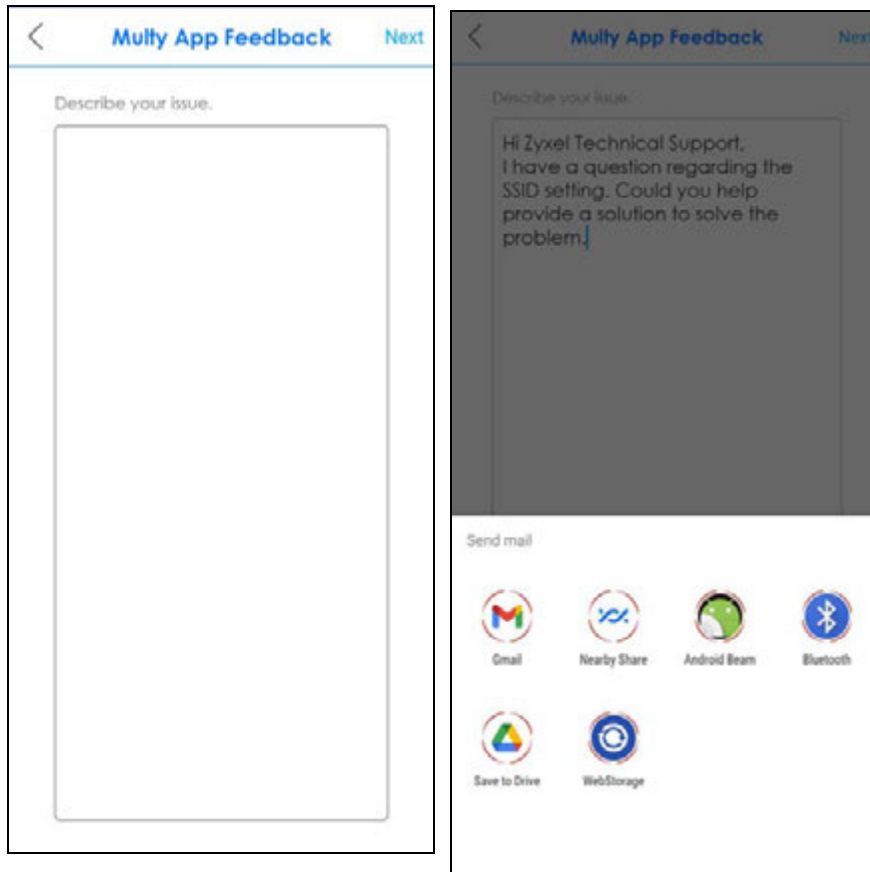 Multy App Feedback
Next
Describe your issue.
Multy App Feedback
Next
Describe your issue.
Hi Zyxel Technical Support,
I have a question regarding the
SSID setting. Could you help
provide a solution to solve the
problem.
Send mail
Gmail
Nearby Share
Android Beam
Bluetooth
Save to Drive
WebStorage